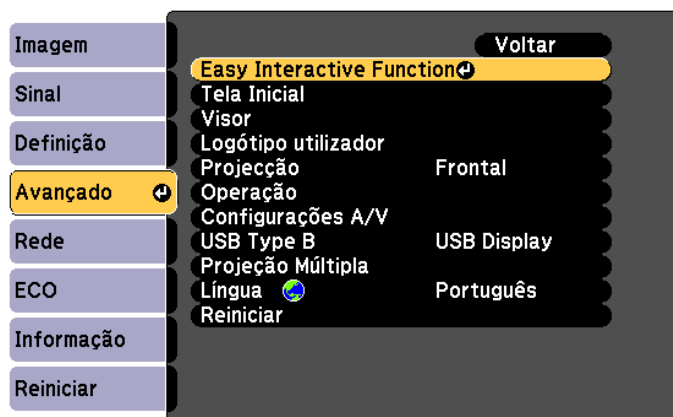 Imagem
Sinal
Definição
Avançado
Rede
ECO
Informação
Reiniciar
Voltar
Easy Interactive Function
Tela Inicial
Visor
Logótipo utilizador
Projecção Frontal
Operação
Configurações A/V
USB Type B USB Display
Projeção Múltipla
Língua Português
Reiniciar